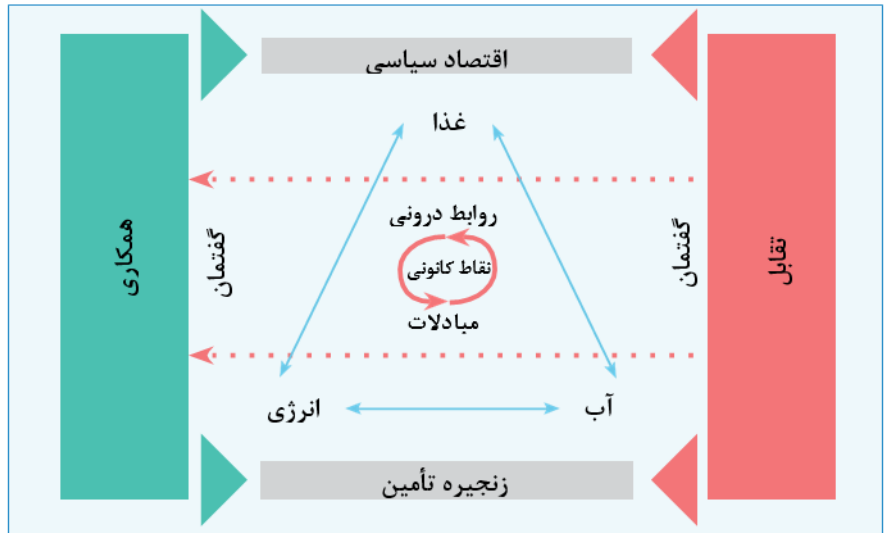 اقتصاد سیاسی
غذا
تقابل
گفتمان
روابط درونی
نقاط کانونی
مبادلات
گفتمان
همکاری
آب
انرژی
زنجیره تأمین